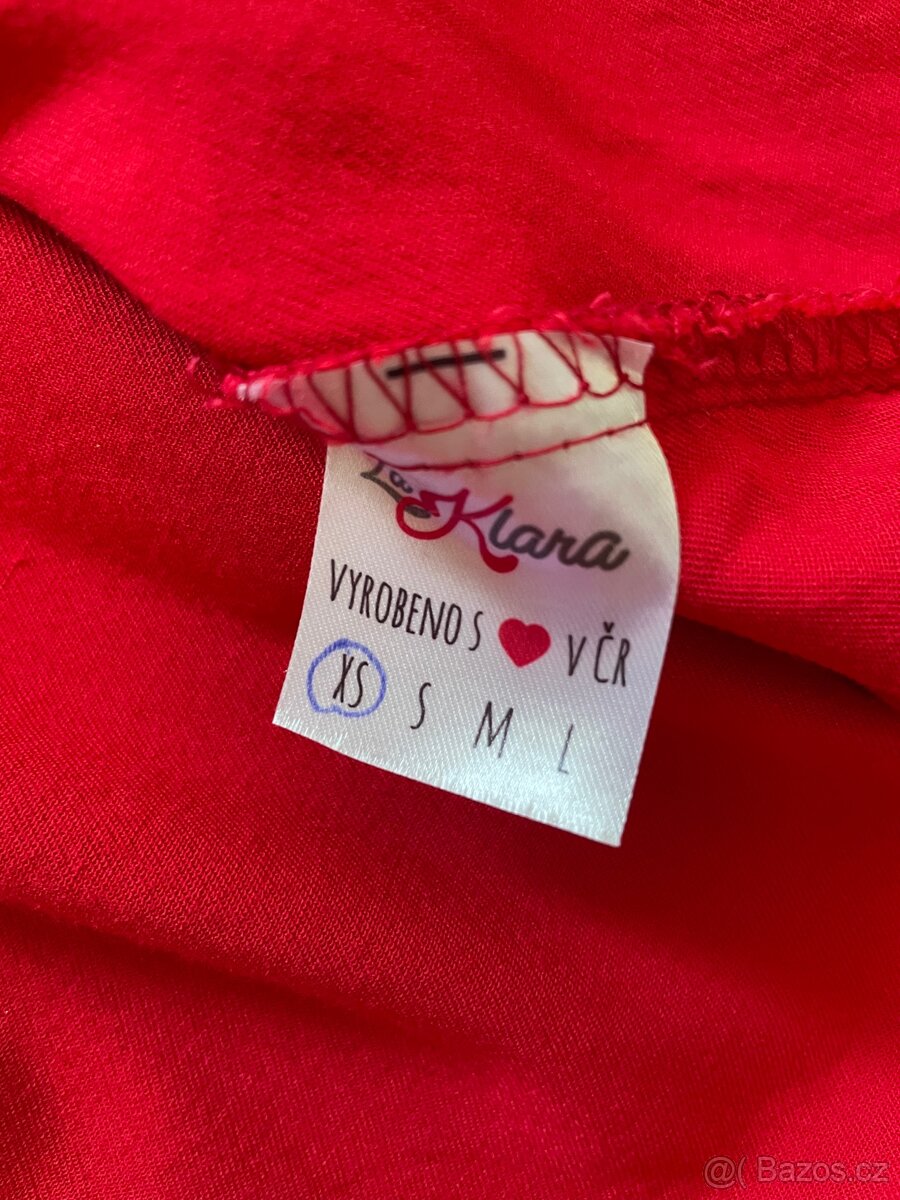 La Klara
VYROBENO S ❤ V ČR
XS S M L
@( Bazos.cz